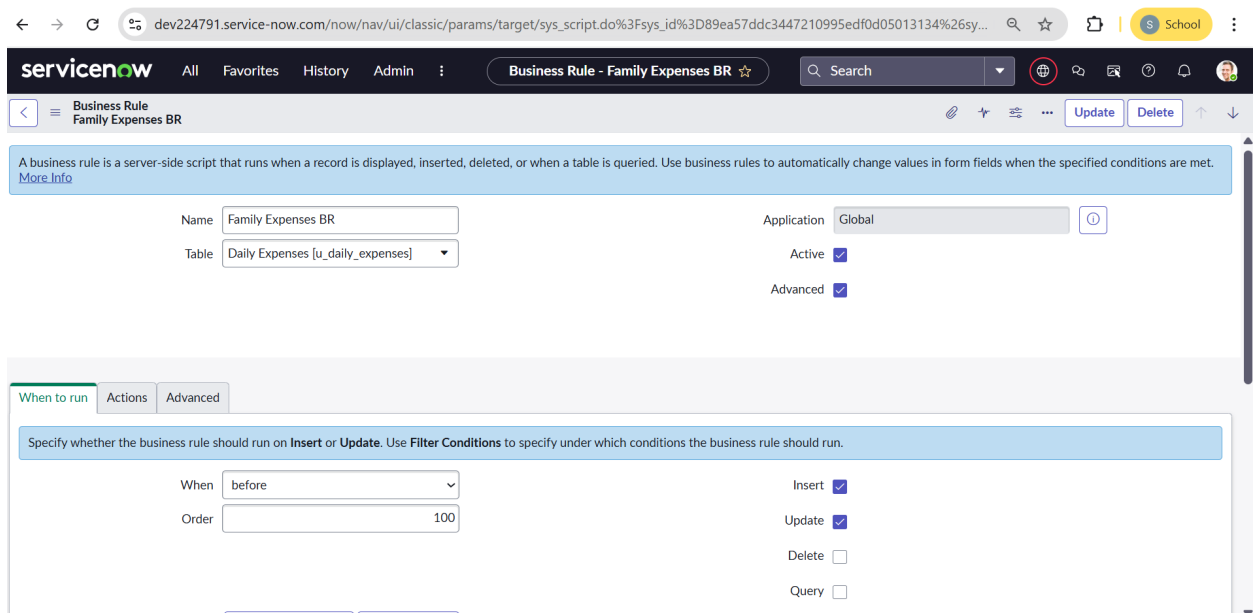 dev224791.service-now.com/now/nav/ui/classic/params/target/sys_script.do%3Fsys_id%3D89ea57ddc3447210995edf0d05013134%26sy...
S School
servicenow All Favorites History Admin Business Rule - Family Expenses BR Search
Business Rule
Family Expenses BR
Update Delete
A business rule is a server-side script that runs when a record is displayed, inserted, deleted, or when a table is queried. Use business rules to automatically change values in form fields when the specified conditions are met.
More Info
Name Family Expenses BR Application Global
Table Daily Expenses [u_daily_expenses] Active
Advanced
When to run Actions Advanced
Specify whether the business rule should run on Insert or Update. Use Filter Conditions to specify under which conditions the business rule should run.
When before Insert
Order 100 Update
Delete
Query